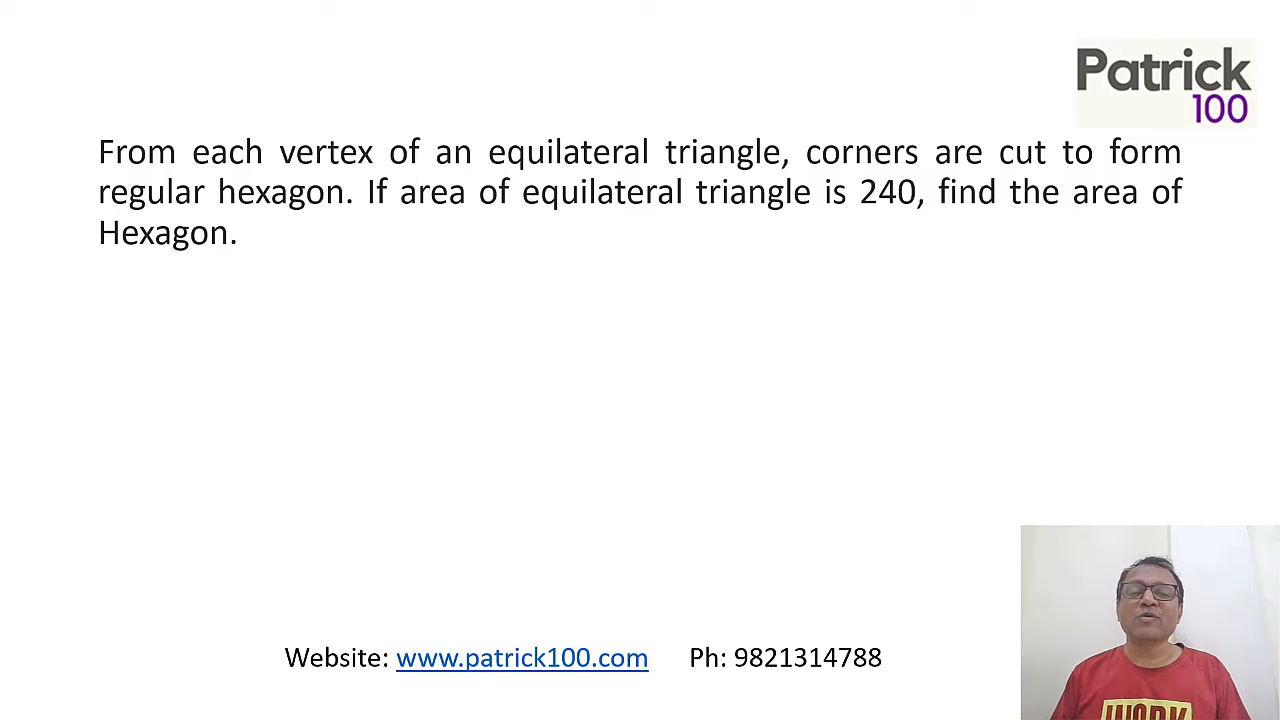 Patrick
100
From each vertex of an equilateral triangle, corners are cut to form
regular hexagon. If area of equilateral triangle is 240, find the area of
Hexagon.
Website: www.patrick100.com Ph: 9821314788
WORK